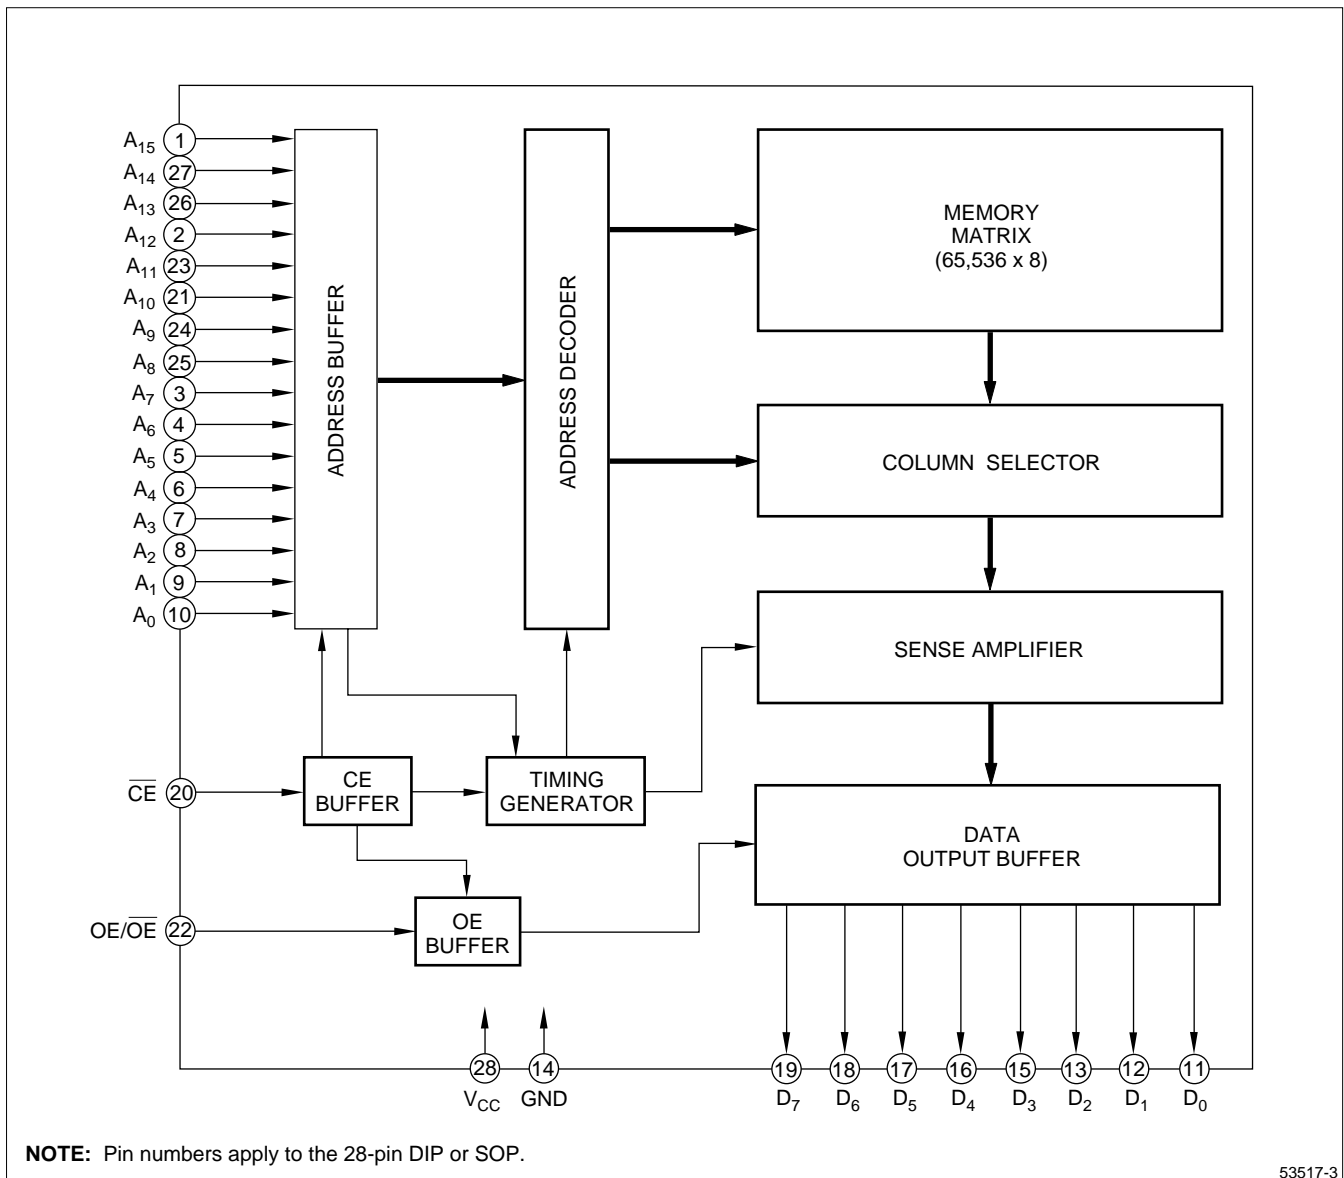 A15 1
A14 27
A13 26
A12 2
A11 23
A10 21
A9 24
A8 25
A7 3
A6 4
A5 5
A4 6
A3 7
A2 8
A1 9
A0 10
ADDRESS BUFFER
ADDRESS DECODER
MEMORY
MATRIX
(65,536 x 8)
COLUMN SELECTOR
SENSE AMPLIFIER
C̅E̅ 20
CE
BUFFER
TIMING
GENERATOR
DATA
OUTPUT BUFFER
OE/O̅E̅ 22
OE
BUFFER
28 14 19 18 17 16 15 13 12 11
VCC GND D7 D6 D5 D4 D3 D2 D1 D0
NOTE: Pin numbers apply to the 28-pin DIP or SOP.
53517-3